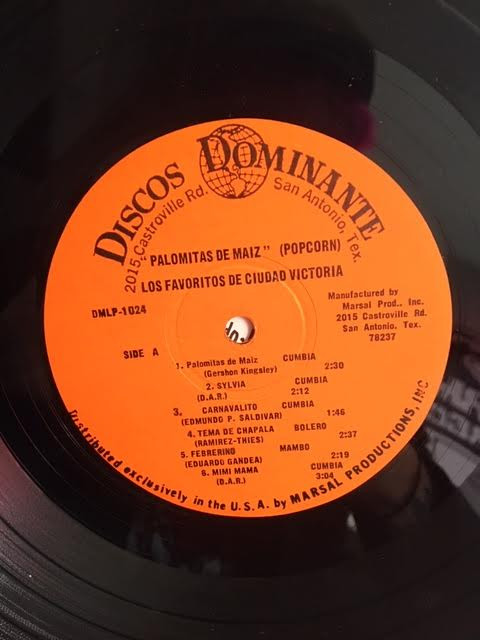 DISCOS DOMINANTE
2015 Castroville Rd. San Antonio, Tex.
"PALOMITAS DE MAIZ" (POPCORN)
LOS FAVORITOS DE CIUDAD VICTORIA
DMLP-1024
Manufactured by
Marsal Prod., Inc.
2015 Castroville Rd.
San Antonio, Tex.
78237
SIDE A
1. Palomitas de Maiz CUMBIA
(Gershon Kingsley) 2:30
2. SYLVIA CUMBIA
(D.A.R.) 2:12
3. CARNAVALITO CUMBIA
(EDMUNDO P. SALDIVAR) 1:46
4. TEMA DE CHAPALA BOLERO
(RAMIREZ-THIES) 2:37
5. FEBRERINO MAMBO
(EDUARDO GANDEA) 2:19
6. MIMI MAMA CUMBIA
(D.A.R.) 3:04
Distributed exclusively in the U.S.A. by MARSAL PRODUCTIONS, INC